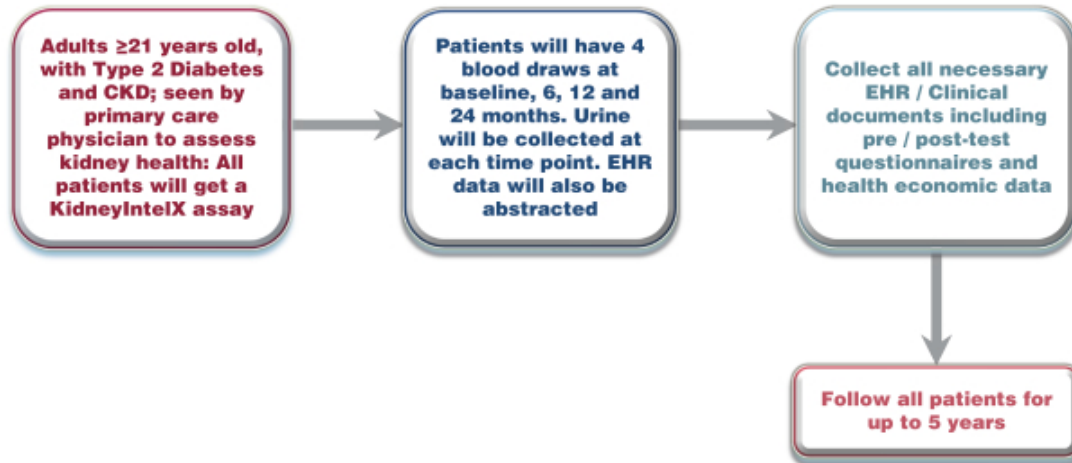 Adults ≥21 years old,
with Type 2 Diabetes
and CKD; seen by
primary care
physician to assess
kidney health: All
patients will get a
KidneyIntelX assay
Patients will have 4
blood draws at
baseline, 6, 12 and
24 months. Urine
will be collected at
each time point. EHR
data will also be
abstracted
Collect all necessary
EHR / Clinical
documents including
pre / post-test
questionnaires and
health economic data
Follow all patients for
up to 5 years